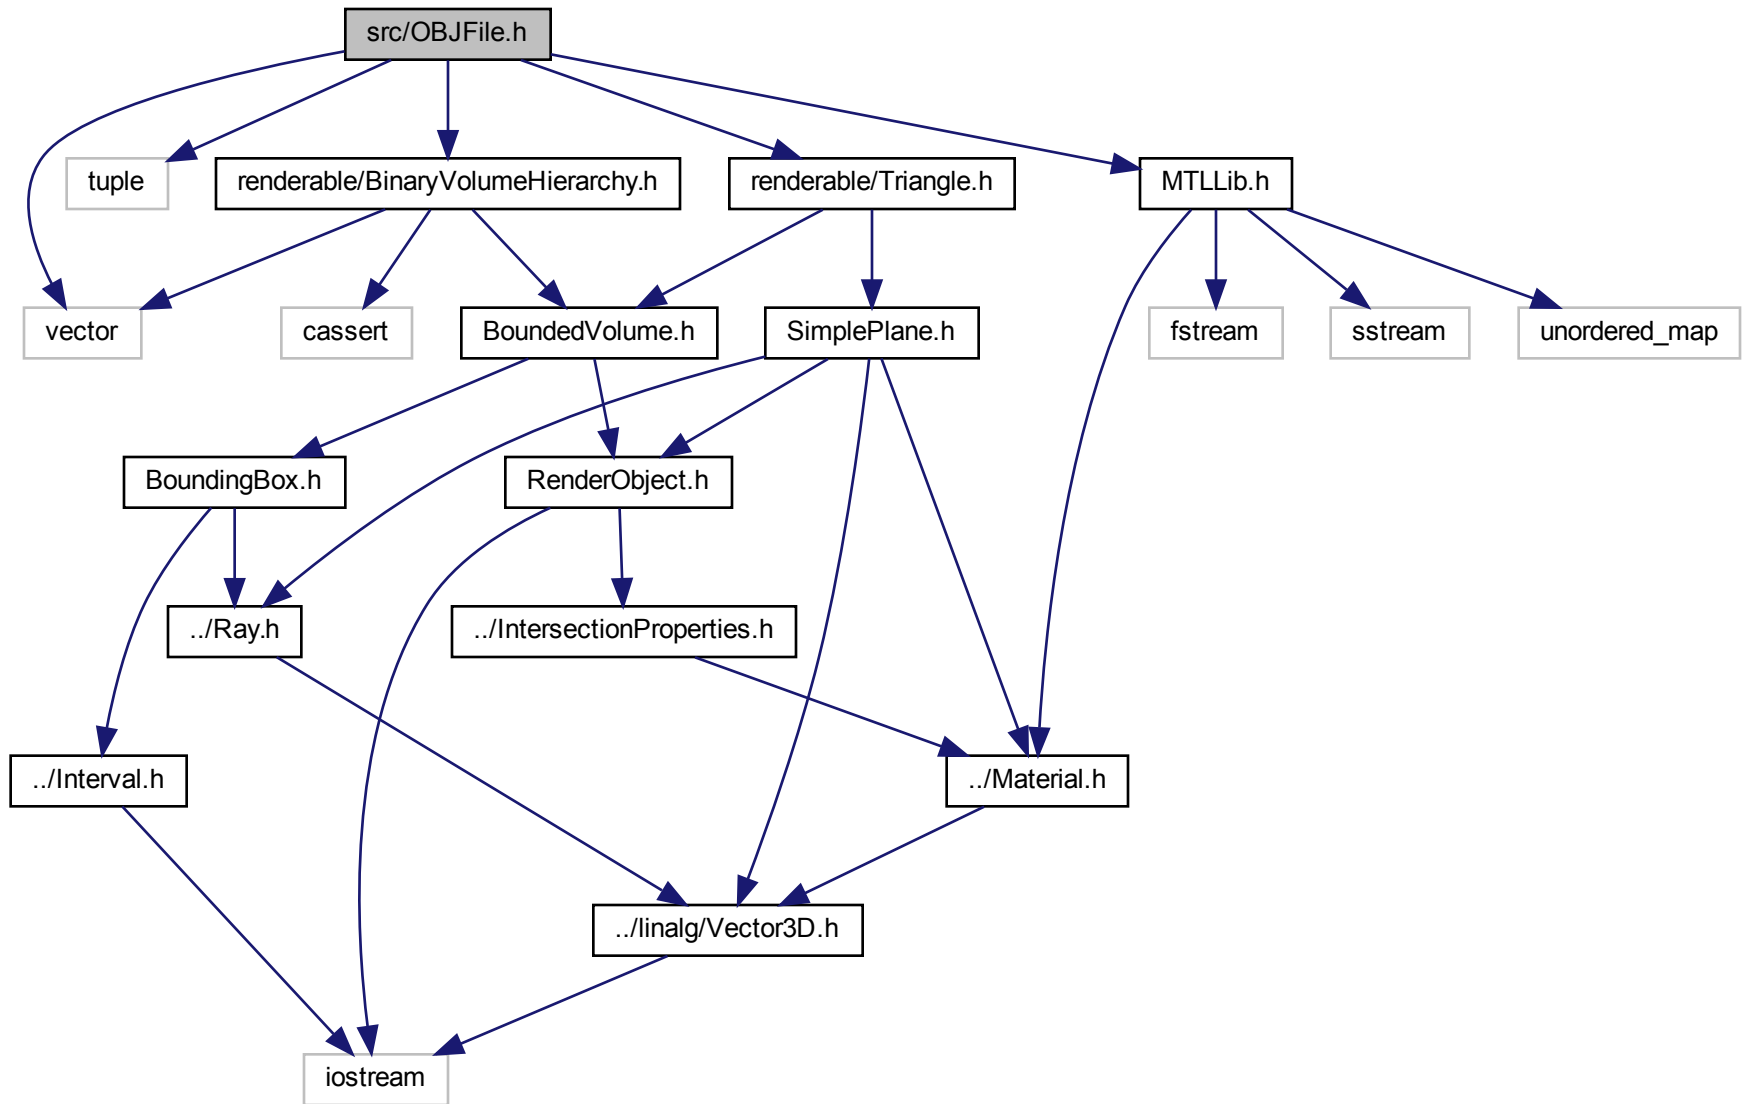 src/OBJFile.h
tuple
renderable/BinaryVolumeHierarchy.h
renderable/Triangle.h
MTLLib.h
vector
cassert
BoundedVolume.h
SimplePlane.h
fstream
sstream
unordered_map
BoundingBox.h
RenderObject.h
../Ray.h
../IntersectionProperties.h
../Interval.h
../Material.h
../linalg/Vector3D.h
iostream